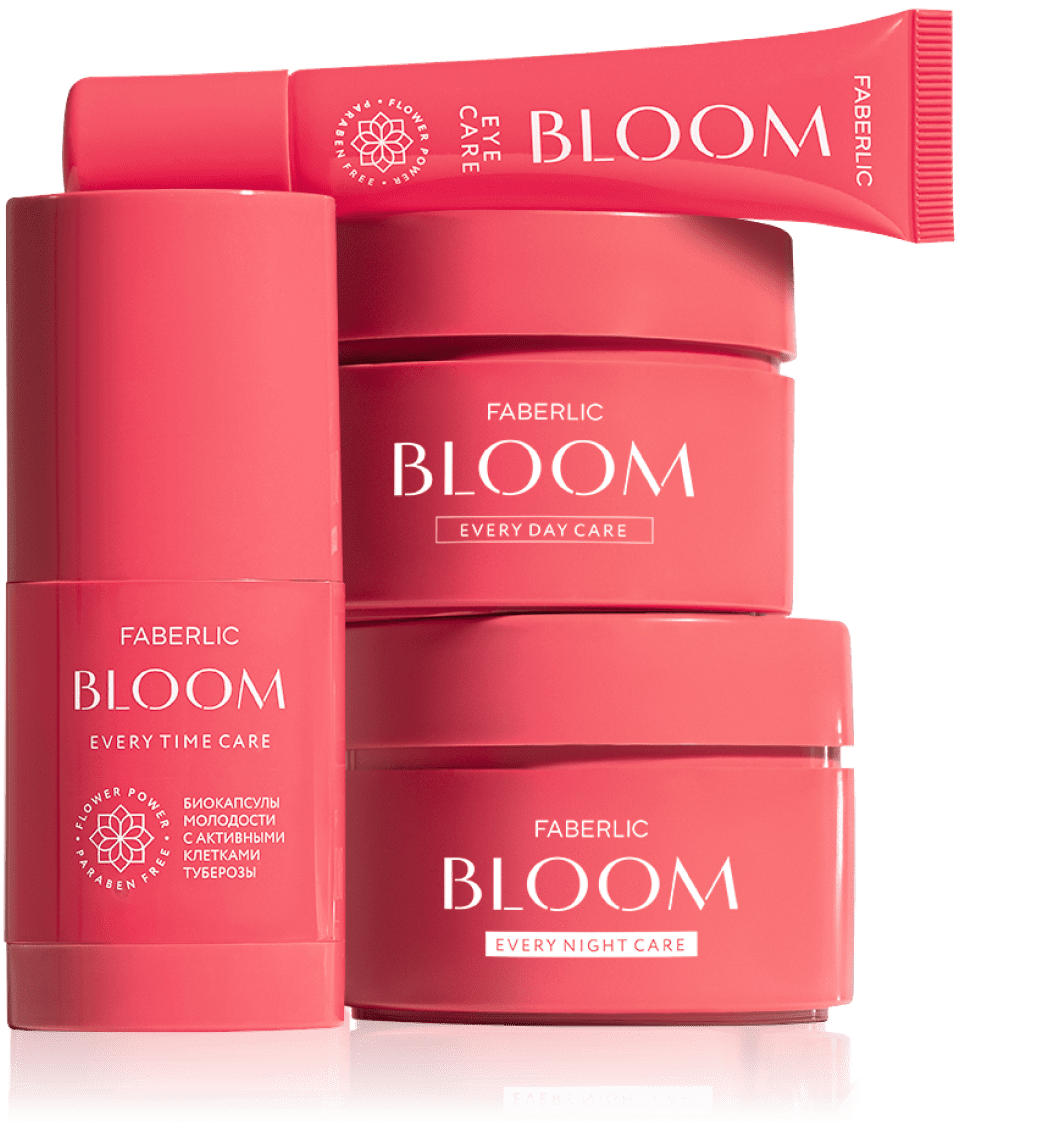 FLOWER POWER • PARABEN FREE •
EYE
CARE
BLOOM
FABERLIC
FABERLIC
BLOOM
EVERY DAY CARE
FABERLIC
BLOOM
EVERY TIME CARE
FLOWER POWER • PARABEN FREE •
БИОКАПСУЛЫ
МОЛОДОСТИ
С АКТИВНЫМИ
КЛЕТКАМИ
ТУБЕРОЗЫ
FABERLIC
BLOOM
EVERY NIGHT CARE